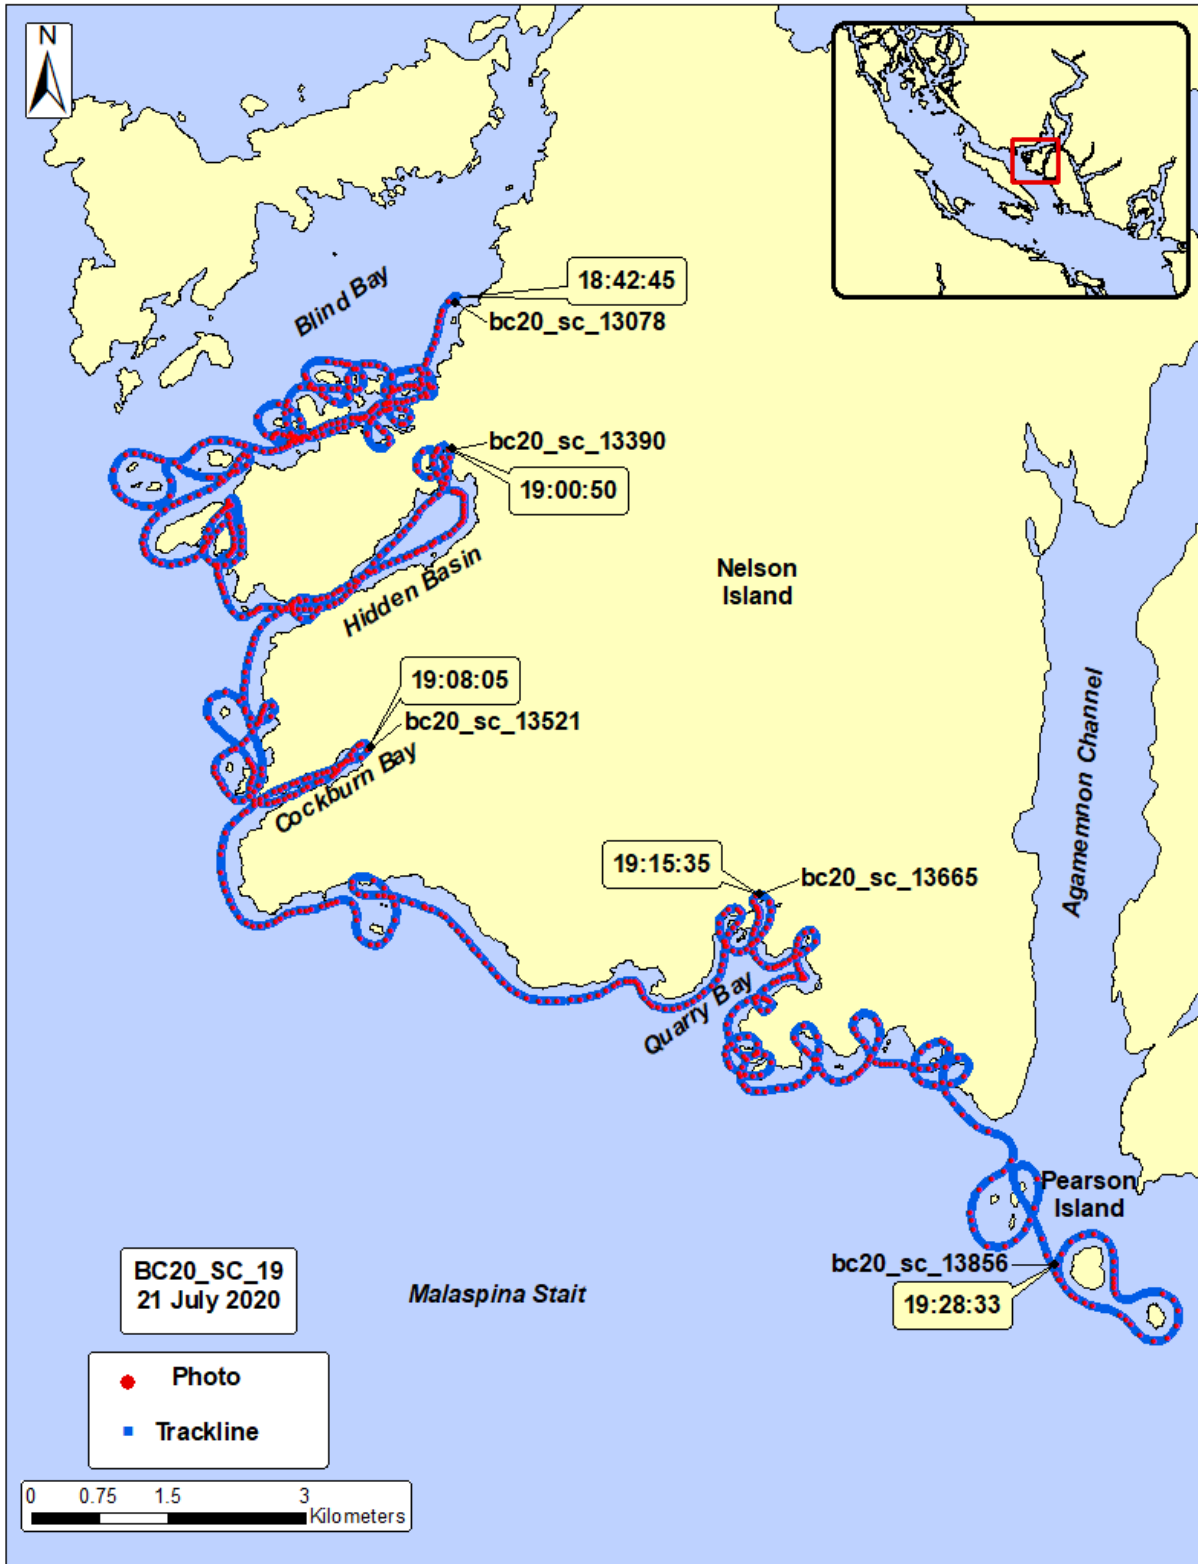 N
18:42:45
bc20_sc_13078
Blind Bay
bc20_sc_13390
19:00:50
Hidden Basin
Nelson
Island
19:08:05
bc20_sc_13521
Cockburn Bay
Agamemnon Channel
19:15:35
bc20_sc_13665
Quarry Bay
Pearson
Island
bc20_sc_13856
19:28:33
BC20_SC_19
21 July 2020
Malaspina Stait
Photo
Trackline
0 0.75 1.5 3
Kilometers